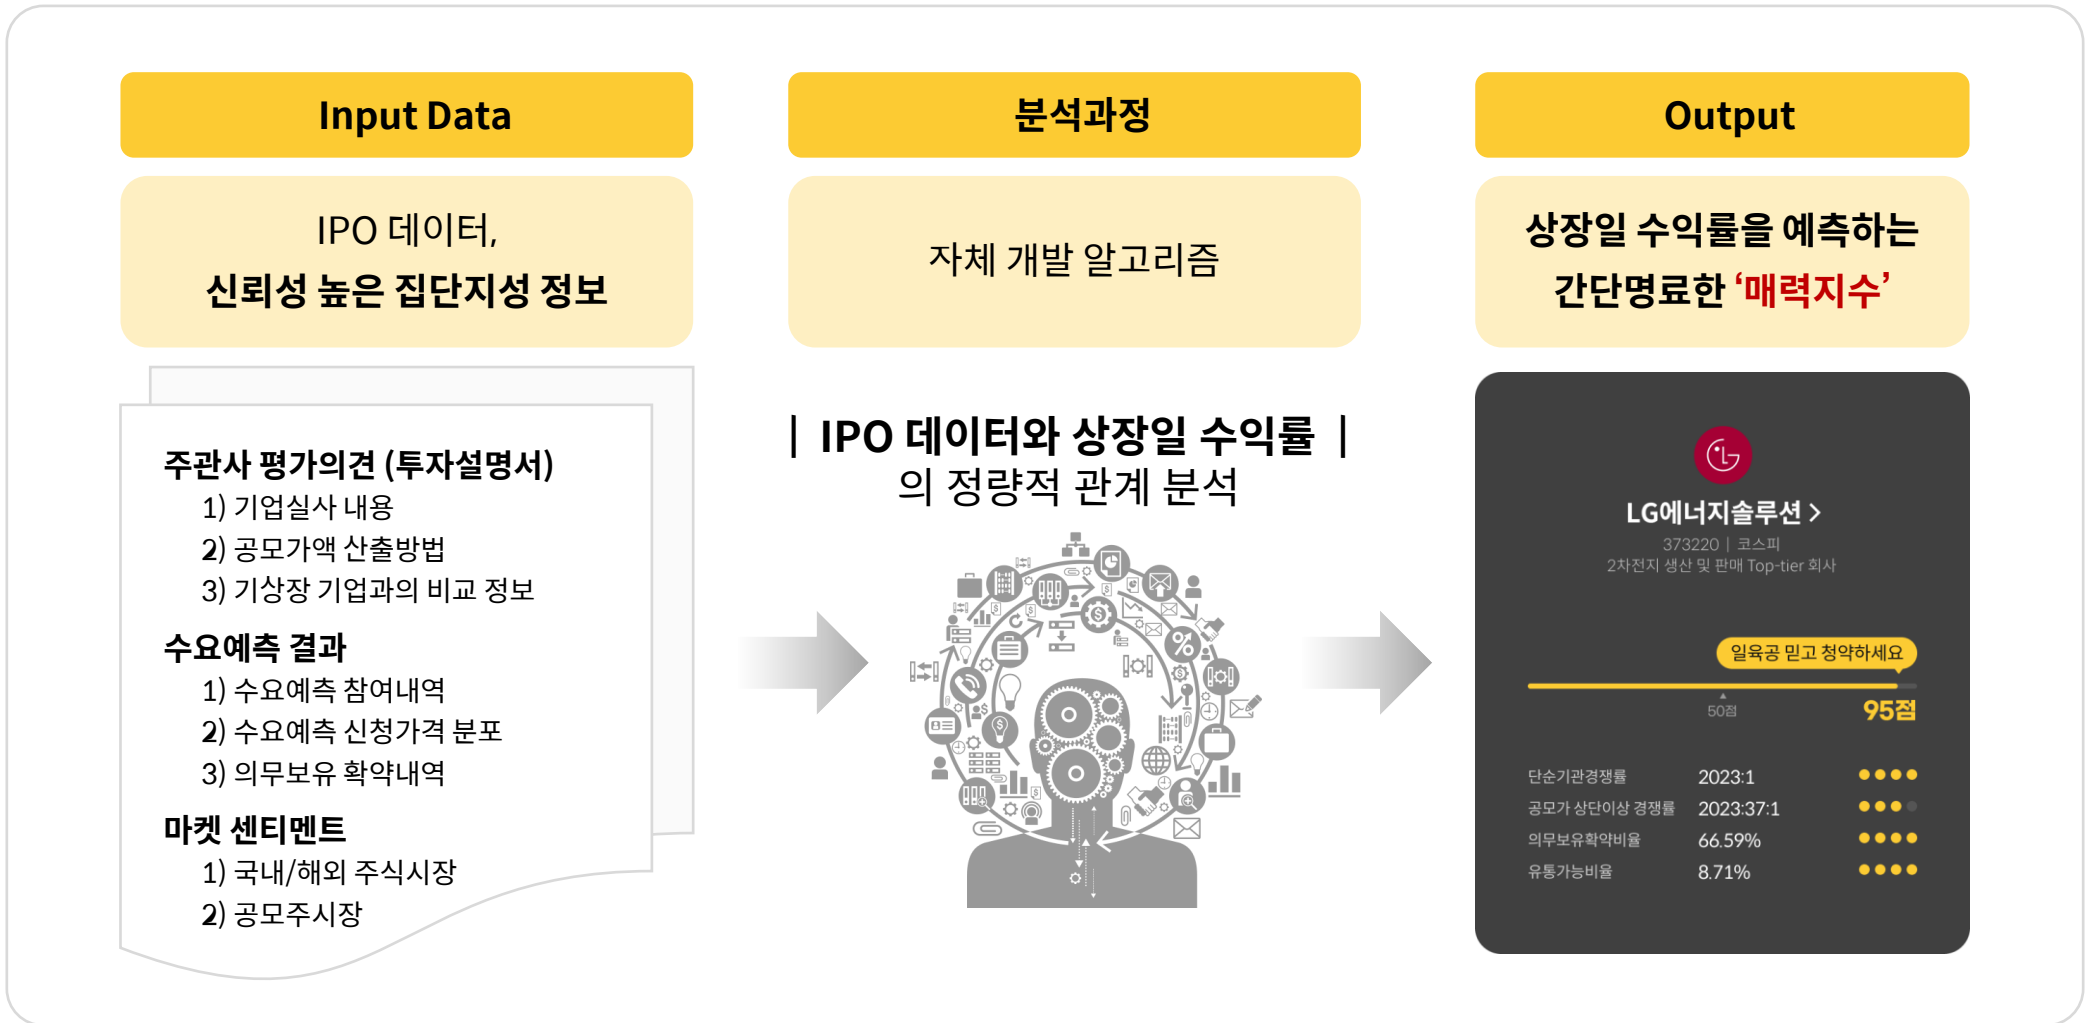 Input Data
IPO 데이터,
신뢰성 높은 집단지성 정보
주관사 평가의견 (투자설명서)
1) 기업실사 내용
2) 공모가액 산출방법
3) 기상장 기업과의 비교 정보
수요예측 결과
1) 수요예측 참여내역
2) 수요예측 신청가격 분포
3) 의무보유 확약내역
마켓 센티멘트
1) 국내/해외 주식시장
2) 공모주시장
분석과정
자체 개발 알고리즘
| IPO 데이터와 상장일 수익률 |
의 정량적 관계 분석
Output
상장일 수익률을 예측하는
간단명료한 ‘매력지수’
LG에너지솔루션 >
373220 | 코스피
2차전지 생산 및 판매 Top-tier 회사
일육공 믿고 청약하세요
50점
95점
단순기관경쟁률 2023:1
공모가 상단이상 경쟁률 2023:37:1
의무보유확약비율 66.59%
유통가능비율 8.71%